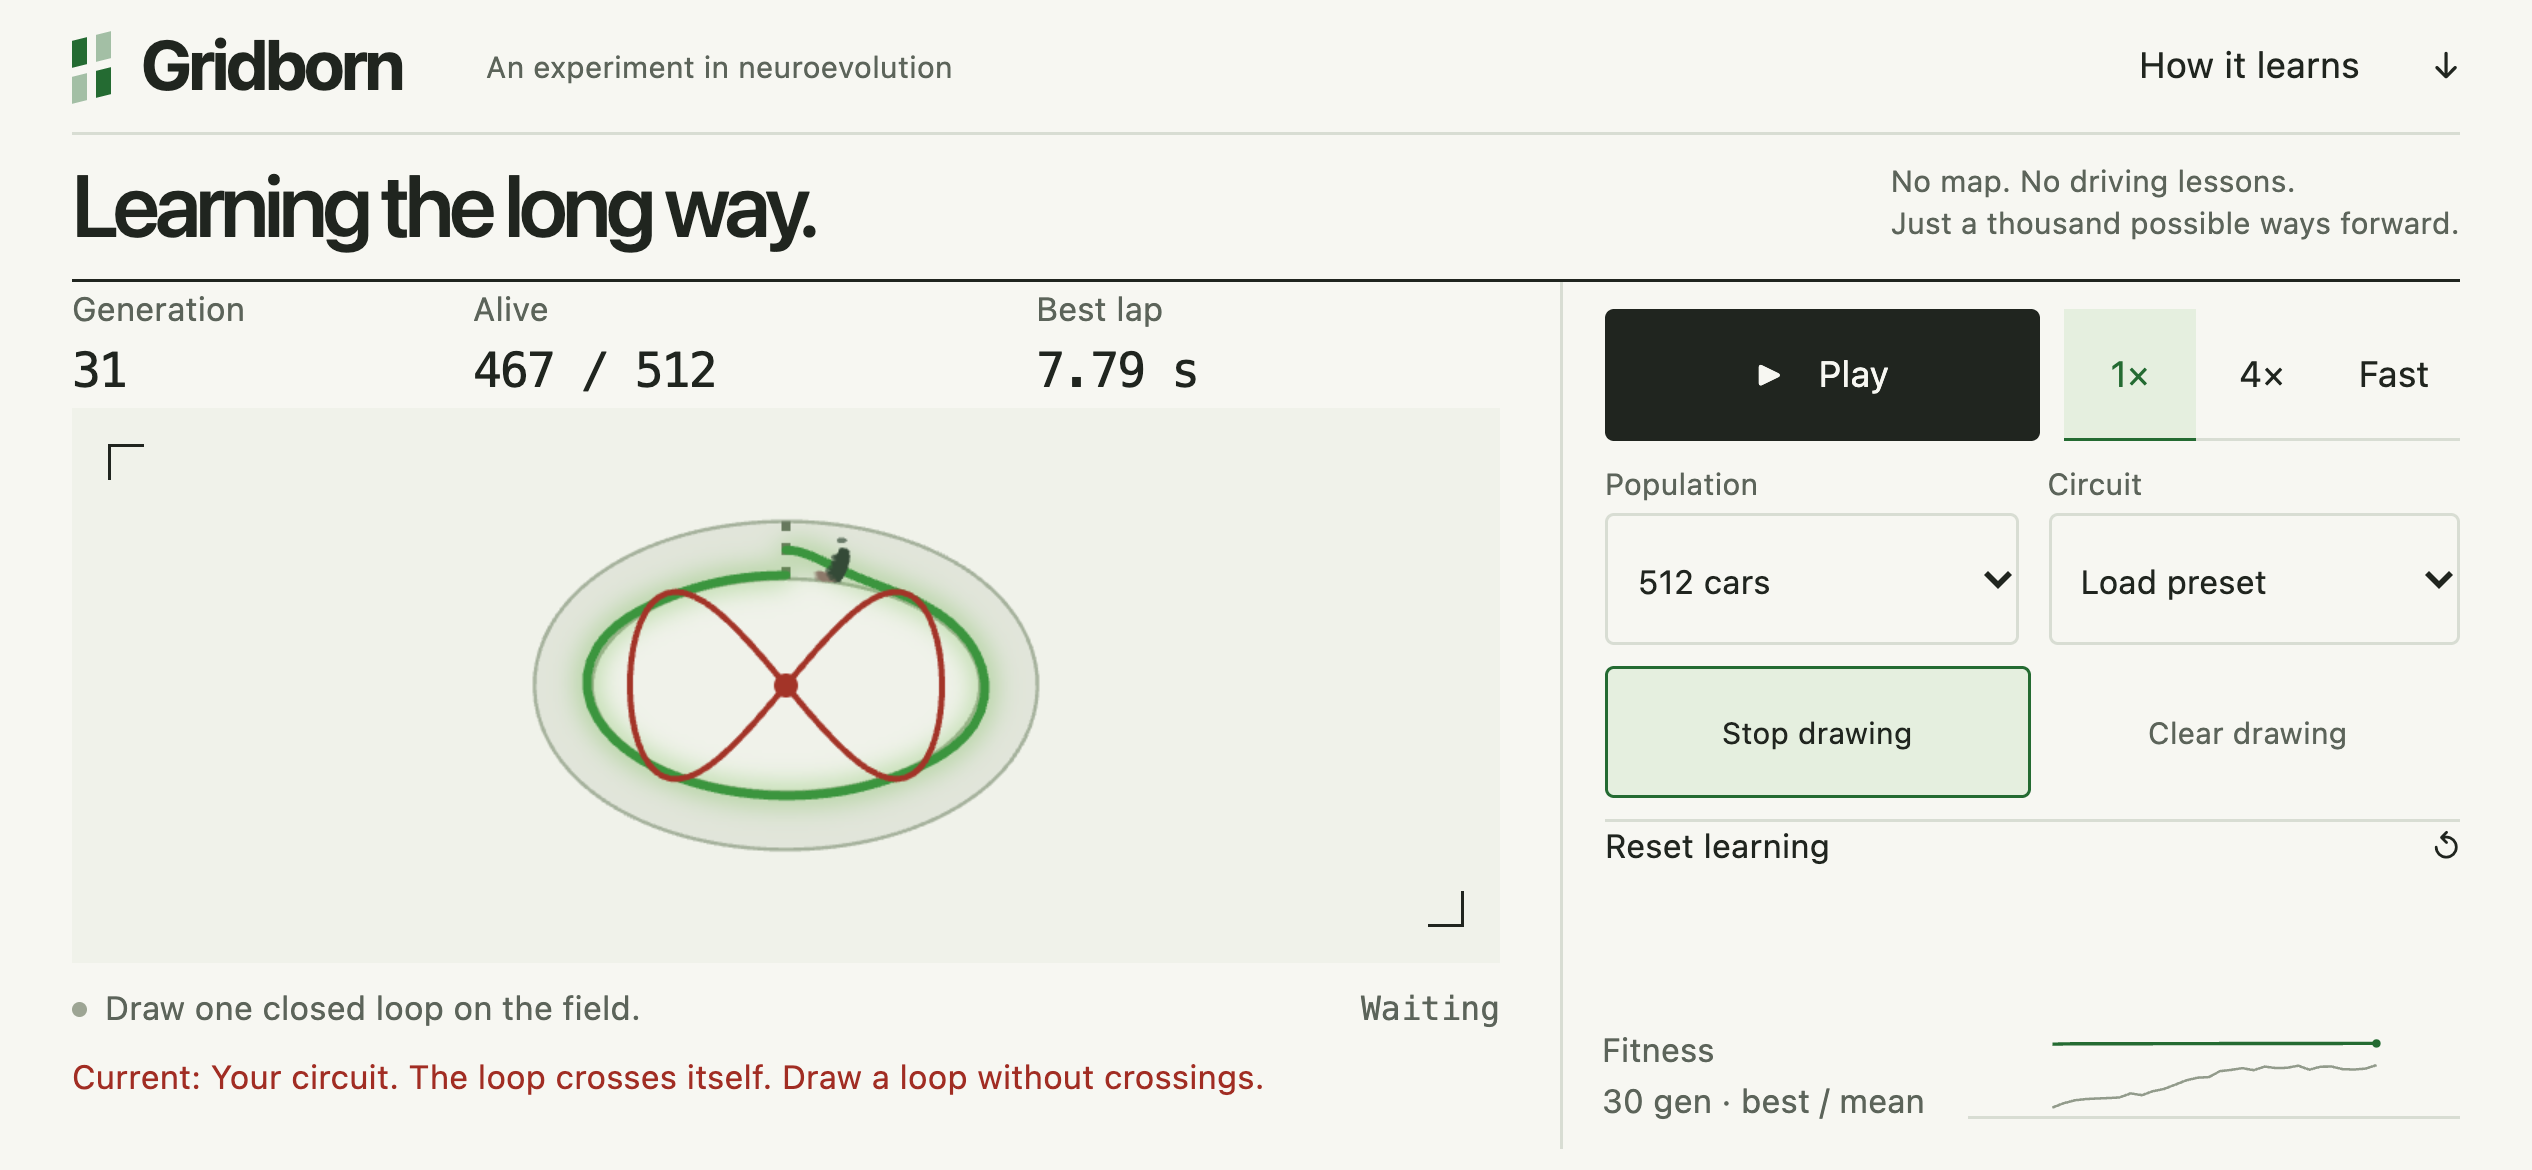 Gridborn
An experiment in neuroevolution
How it learns ↓
Learning the long way.
No map. No driving lessons.
Just a thousand possible ways forward.
Generation
31
Alive
467 / 512
Best lap
7.79 s
Play
1×
4×
Fast
Population
512 cars
Circuit
Load preset
Stop drawing
Clear drawing
Reset learning
Draw one closed loop on the field.
Waiting
Current: Your circuit. The loop crosses itself. Draw a loop without crossings.
Fitness
30 gen · best / mean